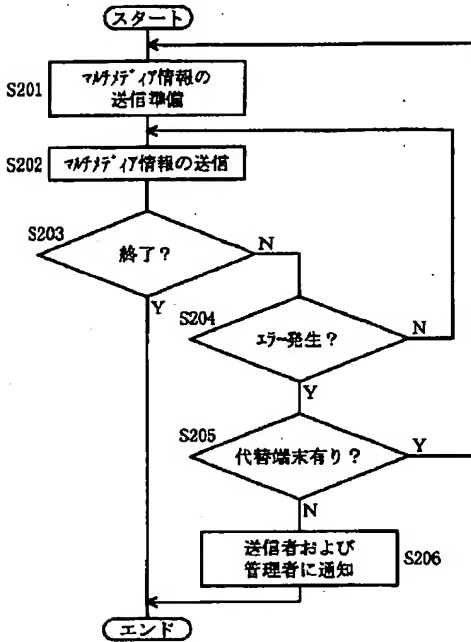 スタート
S201
マルチメディア情報の
送信準備
S202
マルチメディア情報の送信
S203
終了?
N
Y
S204
エラー発生?
N
Y
S205
代替端末有り?
Y
N
送信者および
管理者に通知
S206
エンド